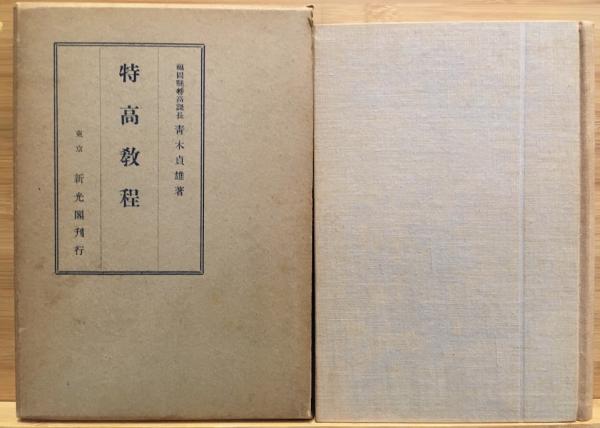 福岡縣特高課長 青木貞雄著
特高教程
東京 新光閣刊行